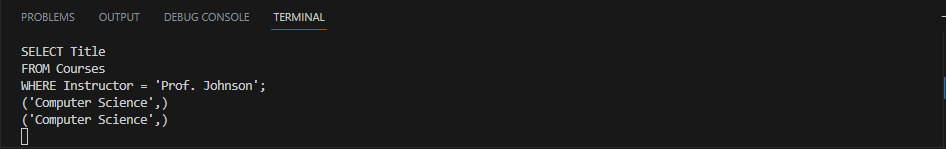 PROBLEMS OUTPUT DEBUG CONSOLE TERMINAL
SELECT Title
FROM Courses
WHERE Instructor = 'Prof. Johnson';
('Computer Science',)
('Computer Science',)